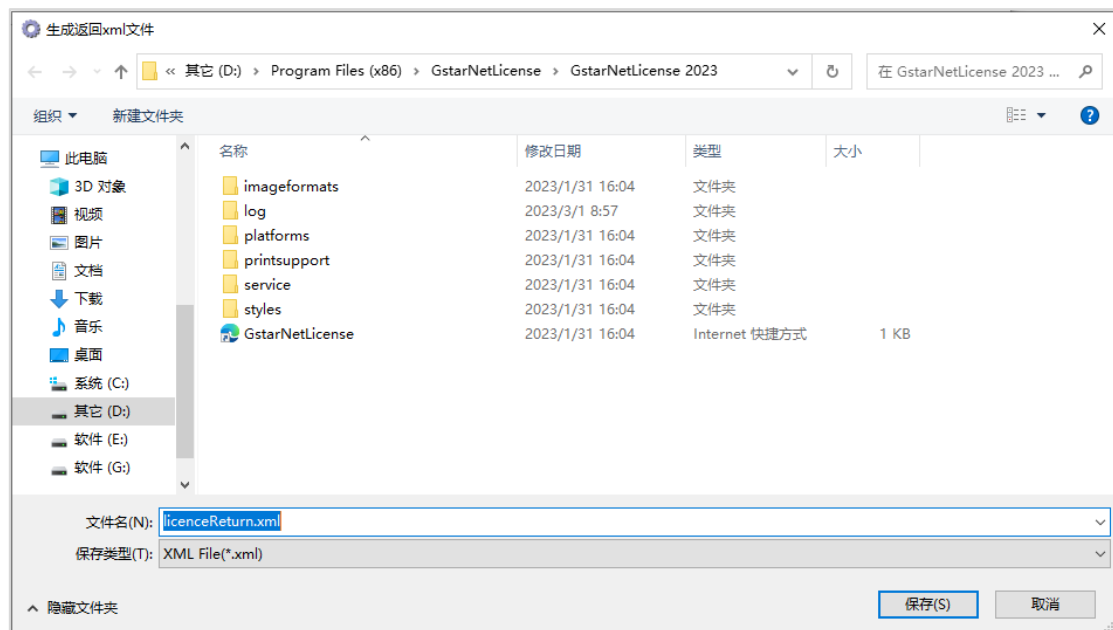 生成返回xml文件
« 其它 (D:) › Program Files (x86) › GstarNetLicense › GstarNetLicense 2023
在 GstarNetLicense 2023 ...
组织 新建文件夹
名称 修改日期 类型 大小
此电脑
3D 对象
视频
图片
文档
下载
音乐
桌面
系统 (C:)
其它 (D:)
软件 (E:)
软件 (G:)
imageformats 2023/1/31 16:04 文件夹
log 2023/3/1 8:57 文件夹
platforms 2023/1/31 16:04 文件夹
printsupport 2023/1/31 16:04 文件夹
service 2023/1/31 16:04 文件夹
styles 2023/1/31 16:04 文件夹
GstarNetLicense 2023/1/31 16:04 Internet 快捷方式 1 KB
文件名(N): licenceReturn.xml
保存类型(T): XML File(*.xml)
隐藏文件夹 保存(S) 取消